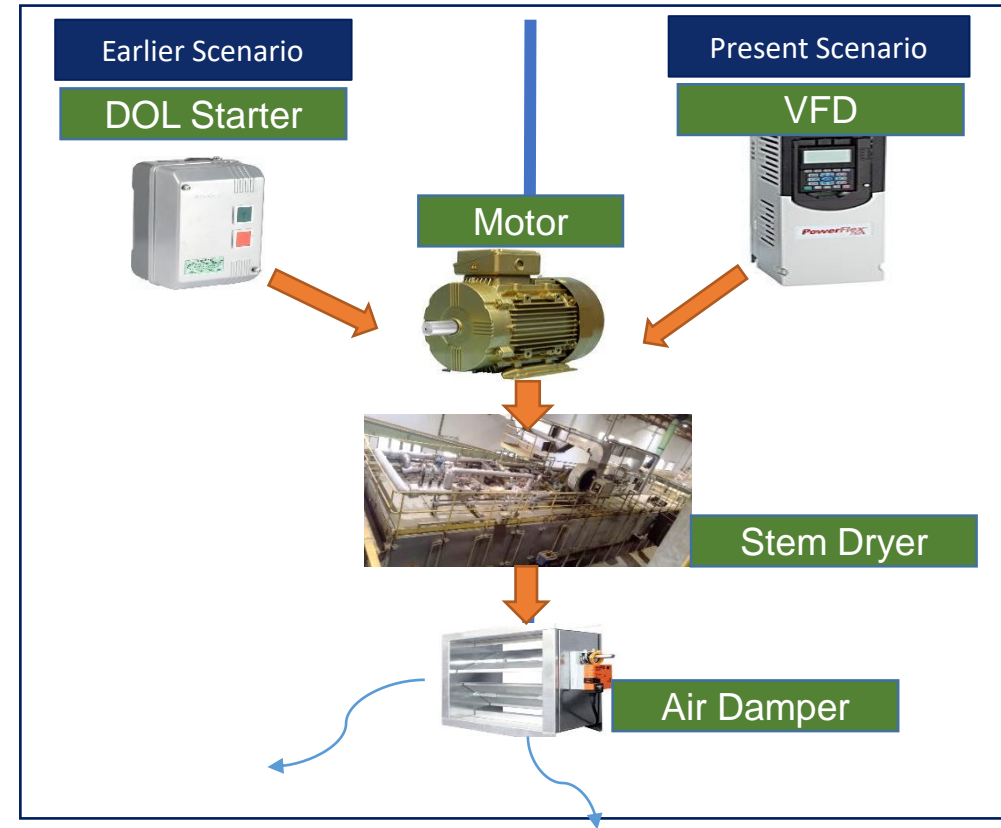 Earlier Scenario
DOL Starter
Present Scenario
VFD
PowerFlex
Motor
Stem Dryer
Air Damper